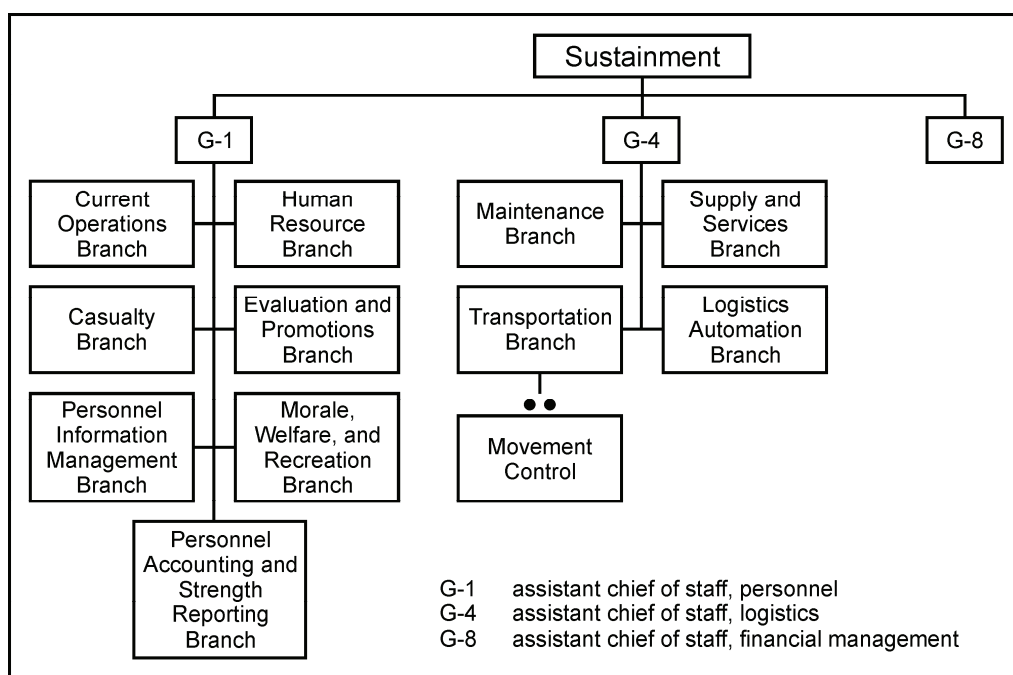 Sustainment
G-1
G-4
G-8
Current
Operations
Branch
Human
Resource
Branch
Maintenance
Branch
Supply and
Services
Branch
Casualty
Branch
Evaluation and
Promotions
Branch
Transportation
Branch
Logistics
Automation
Branch
Personnel
Information
Management
Branch
Morale,
Welfare, and
Recreation
Branch
Movement
Control
Personnel
Accounting and
Strength
Reporting
Branch
G-1 assistant chief of staff, personnel
G-4 assistant chief of staff, logistics
G-8 assistant chief of staff, financial management